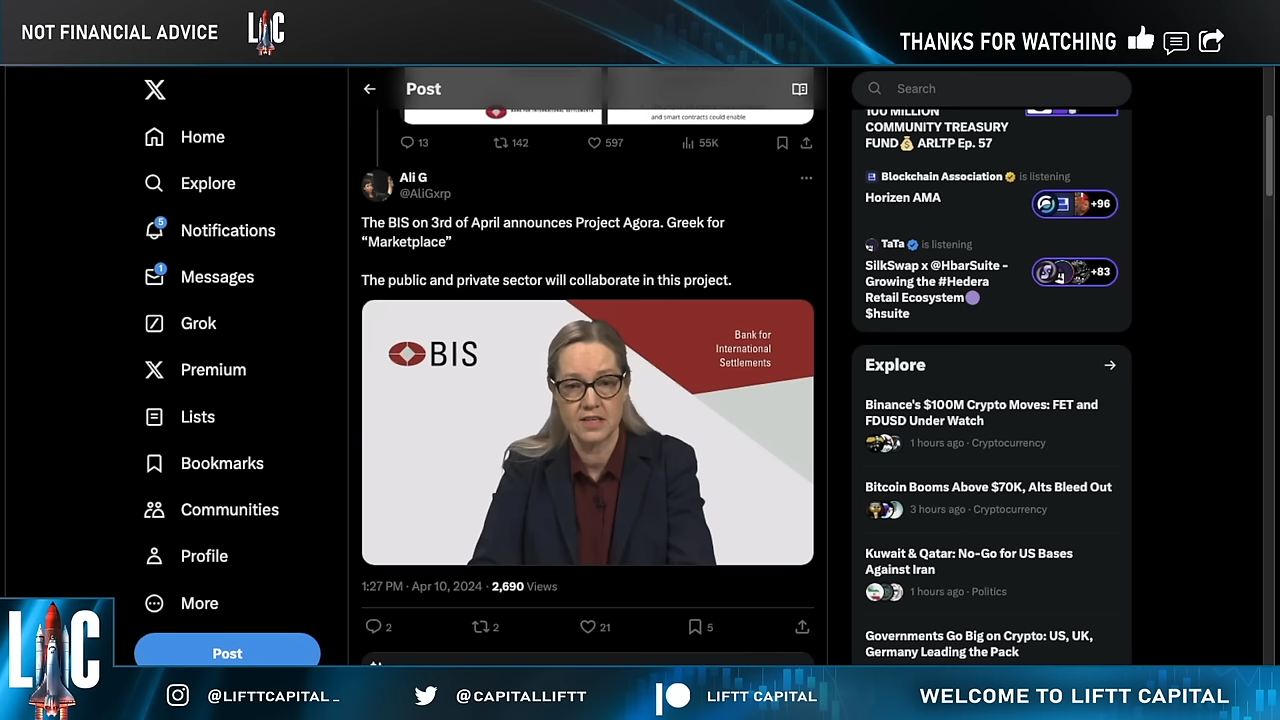 NOT FINANCIAL ADVICE
LC
THANKS FOR WATCHING
Post
Search
and smart contracts could enable
13
142
597
55K
Home
Explore
5
Notifications
1
Messages
Grok
Premium
Lists
Bookmarks
Communities
Profile
More
Post
Ali G
@AliGxrp
The BIS on 3rd of April announces Project Agora. Greek for
“Marketplace”
The public and private sector will collaborate in this project.
BIS
Bank for
International
Settlements
1:27 PM · Apr 10, 2024 · 2,690 Views
2
2
21
5
100 MILLION
COMMUNITY TREASURY
FUND💰 ARLTP Ep. 57
Blockchain Association is listening
Horizen AMA
+96
TaTa is listening
SilkSwap x @HbarSuite -
Growing the #Hedera
Retail Ecosystem🟣
$hsuite
+83
Explore
Binance's $100M Crypto Moves: FET and
FDUSD Under Watch
1 hours ago · Cryptocurrency
Bitcoin Booms Above $70K, Alts Bleed Out
3 hours ago · Cryptocurrency
Kuwait & Qatar: No-Go for US Bases
Against Iran
1 hours ago · Politics
Governments Go Big on Crypto: US, UK,
Germany Leading the Pack
LC
@LIFTTCAPITAL_
@CAPITALLIFTT
LIFTT CAPITAL
WELCOME TO LIFTT CAPITAL